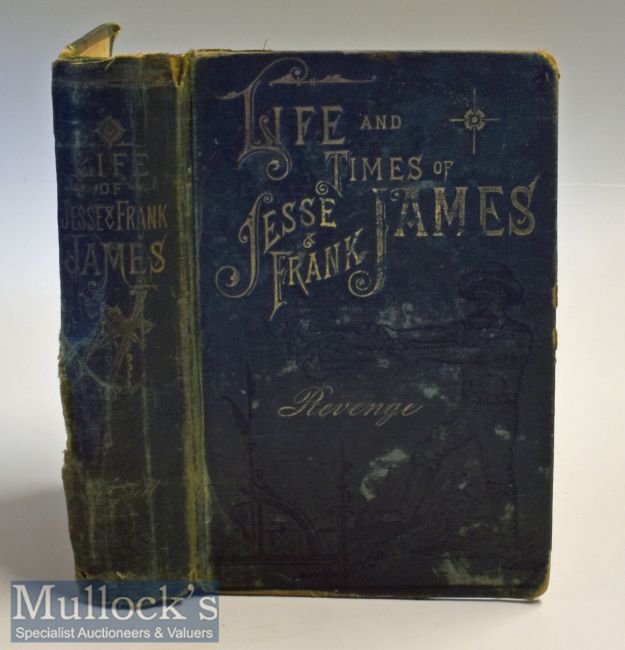 LIFE
OF
JESSE & FRANK
JAMES
LIFE AND
TIMES OF
JESSE
& JAMES
FRANK
Revenge
Mullock's
Specialist Auctioneers & Valuers